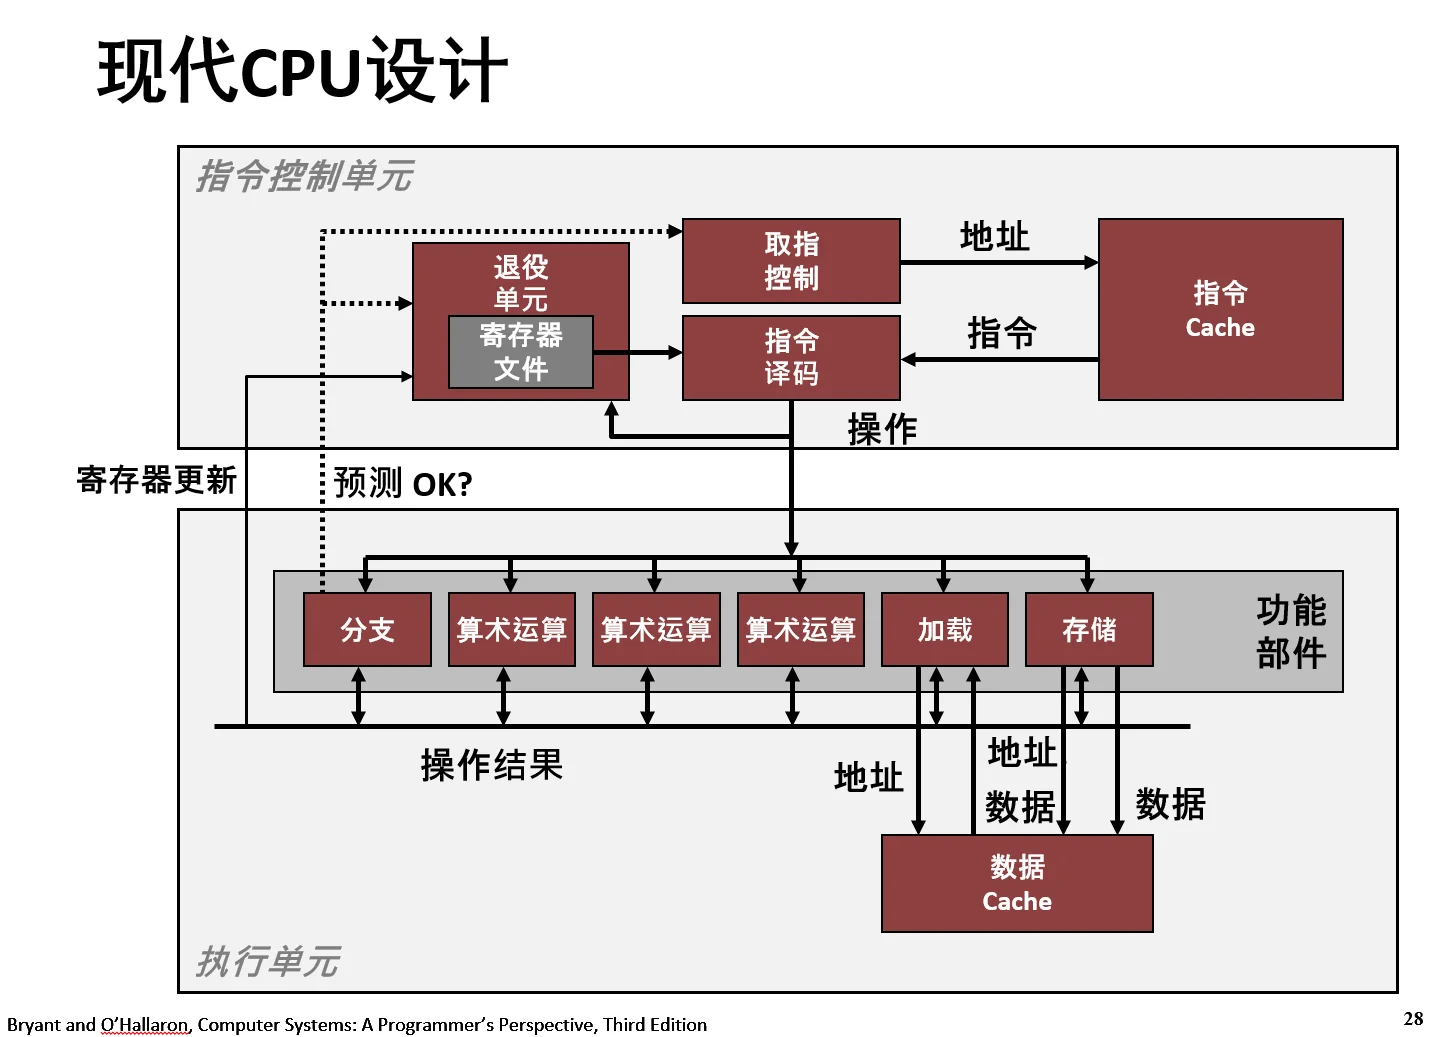 现代CPU设计
指令控制单元
退役
单元
寄存器
文件
取指
控制
地址
指令
Cache
指令
译码
指令
操作
寄存器更新
预测 OK?
分支
算术运算
算术运算
算术运算
加载
存储
功能
部件
操作结果
地址
地址
数据
数据
数据
Cache
执行单元
Bryant and O’Hallaron, Computer Systems: A Programmer’s Perspective, Third Edition
28